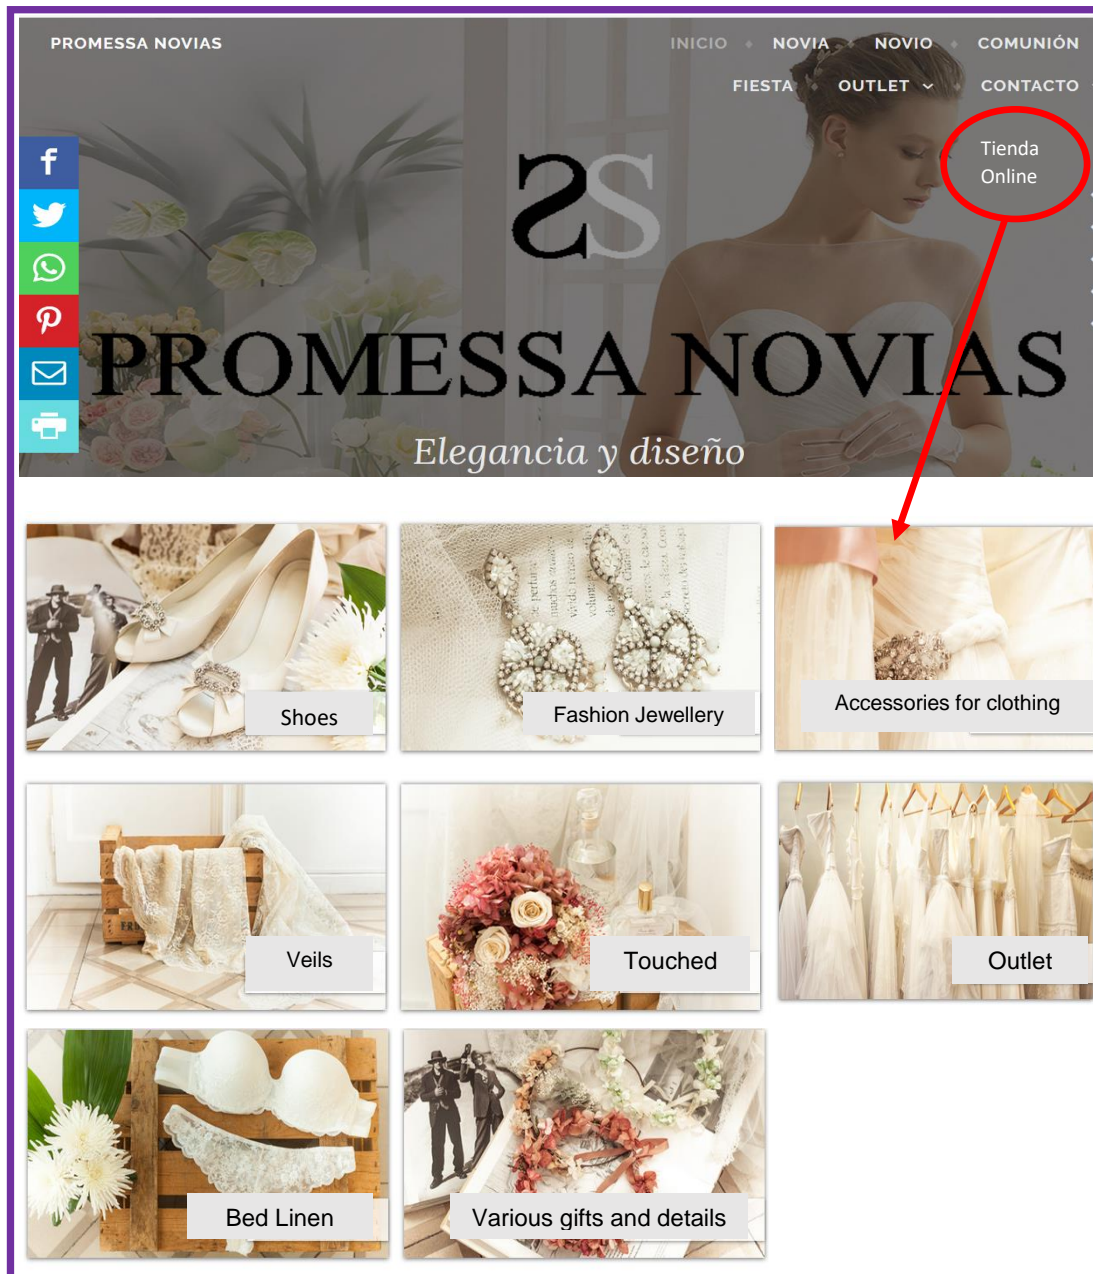 PROMESSA NOVIAS
INICIO NOVIA NOVIO COMUNIÓN
FIESTA OUTLET CONTACTO
Tienda
Online
PROMESSA NOVIAS
Elegancia y diseño
Shoes
Fashion Jewellery
Accessories for clothing
Veils
Touched
Outlet
Bed Linen
Various gifts and details